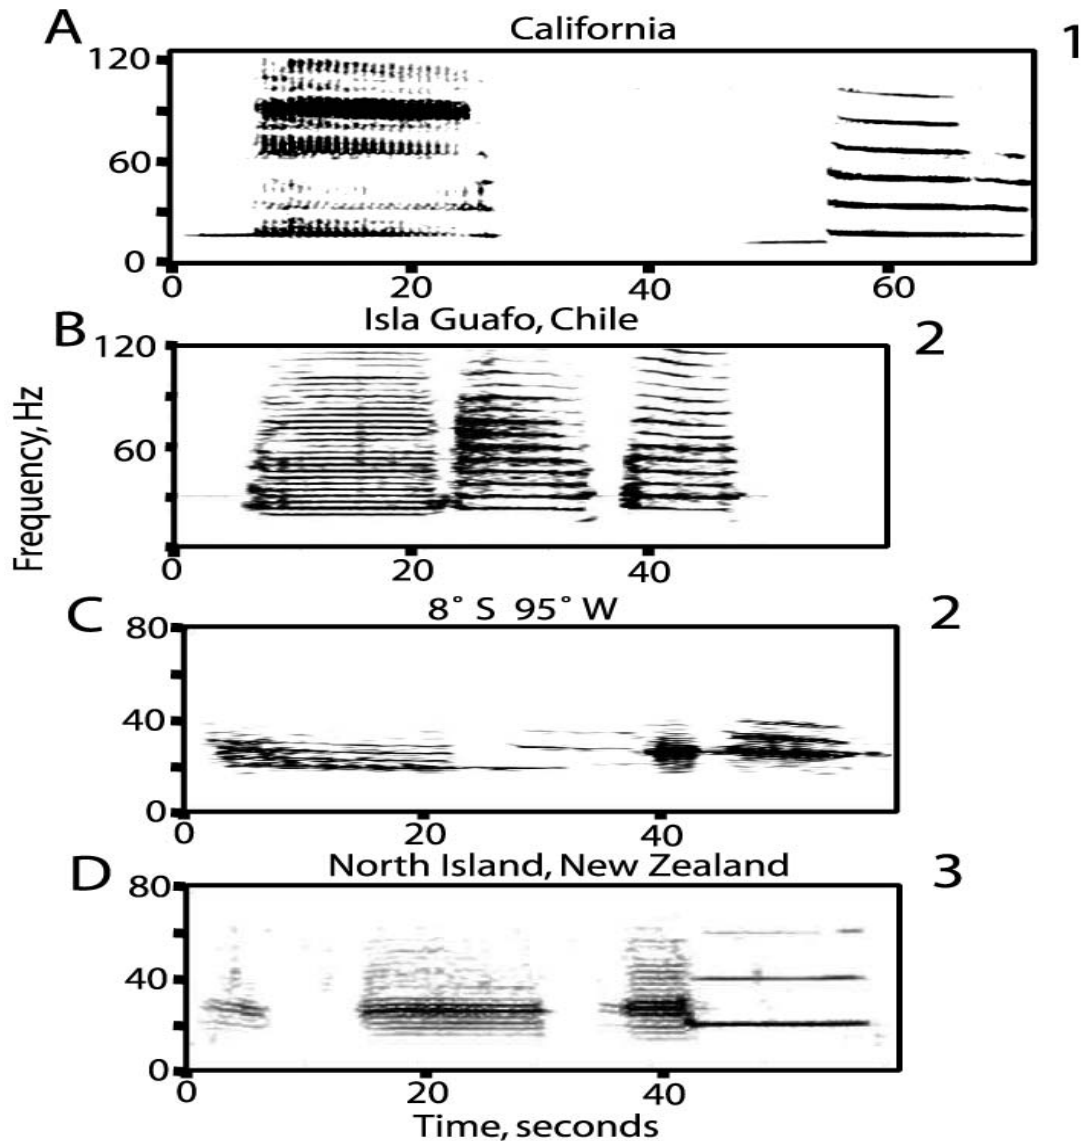 A California 1
120
60
0
0 20 40 60
B Isla Guafo, Chile 2
120
60
0 20 40
Frequency, Hz
C 8° S 95° W 2
80
40
0
0 20 40
D North Island, New Zealand 3
80
40
0
0 20 40
Time, seconds